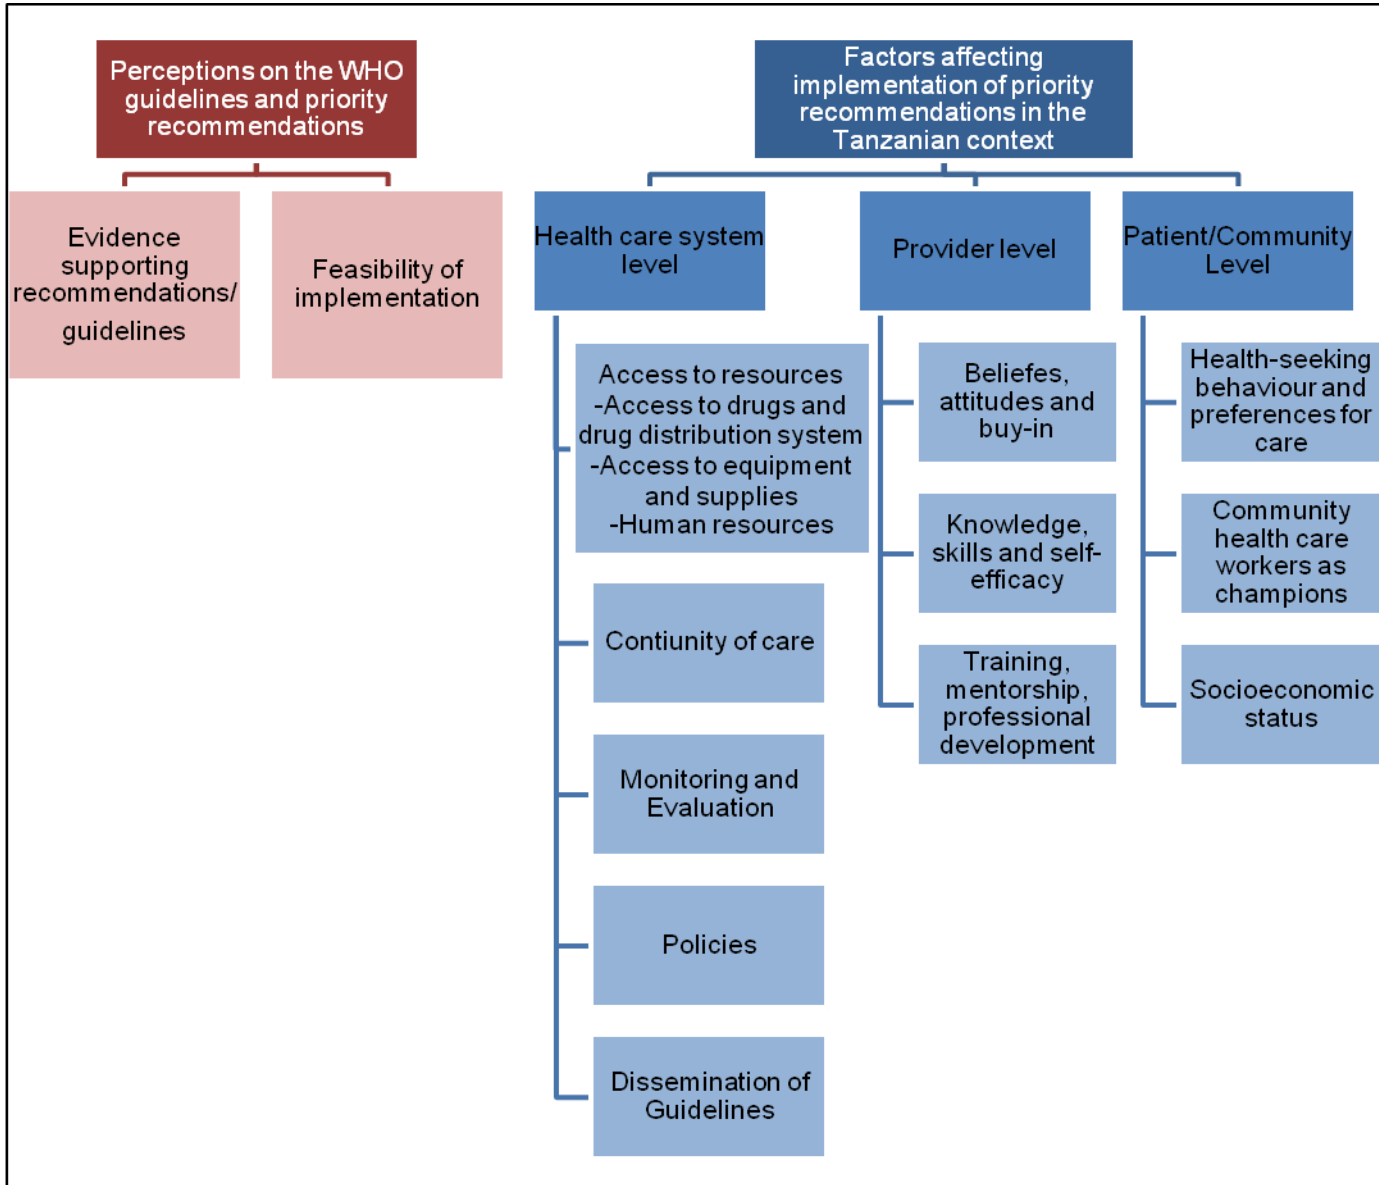 Perceptions on the WHO
guidelines and priority
recommendations
Evidence
supporting
recommendations/
guidelines
Feasibility of
implementation
Factors affecting
implementation of priority
recommendations in the
Tanzanian context
Health care system
level
Access to resources
-Access to drugs and
drug distribution system
-Access to equipment
and supplies
-Human resources
Contiunity of care
Monitoring and
Evaluation
Policies
Dissemination of
Guidelines
Provider level
Beliefes,
attitudes and
buy-in
Knowledge,
skills and self-
efficacy
Training,
mentorship,
professional
development
Patient/Community
Level
Health-seeking
behaviour and
preferences for
care
Community
health care
workers as
champions
Socioeconomic
status